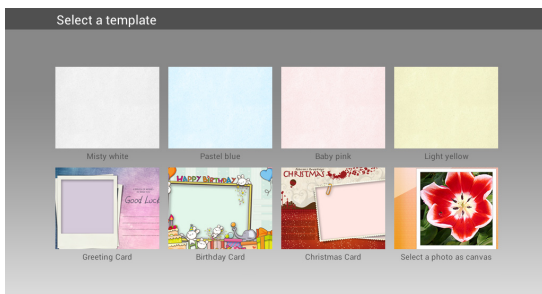 Select a template
Misty white
Pastel blue
Baby pink
Light yellow
Good Luck
HAPPY BIRTHDAY
CHRISTMAS
Greeting Card
Birthday Card
Christmas Card
Select a photo as canvas